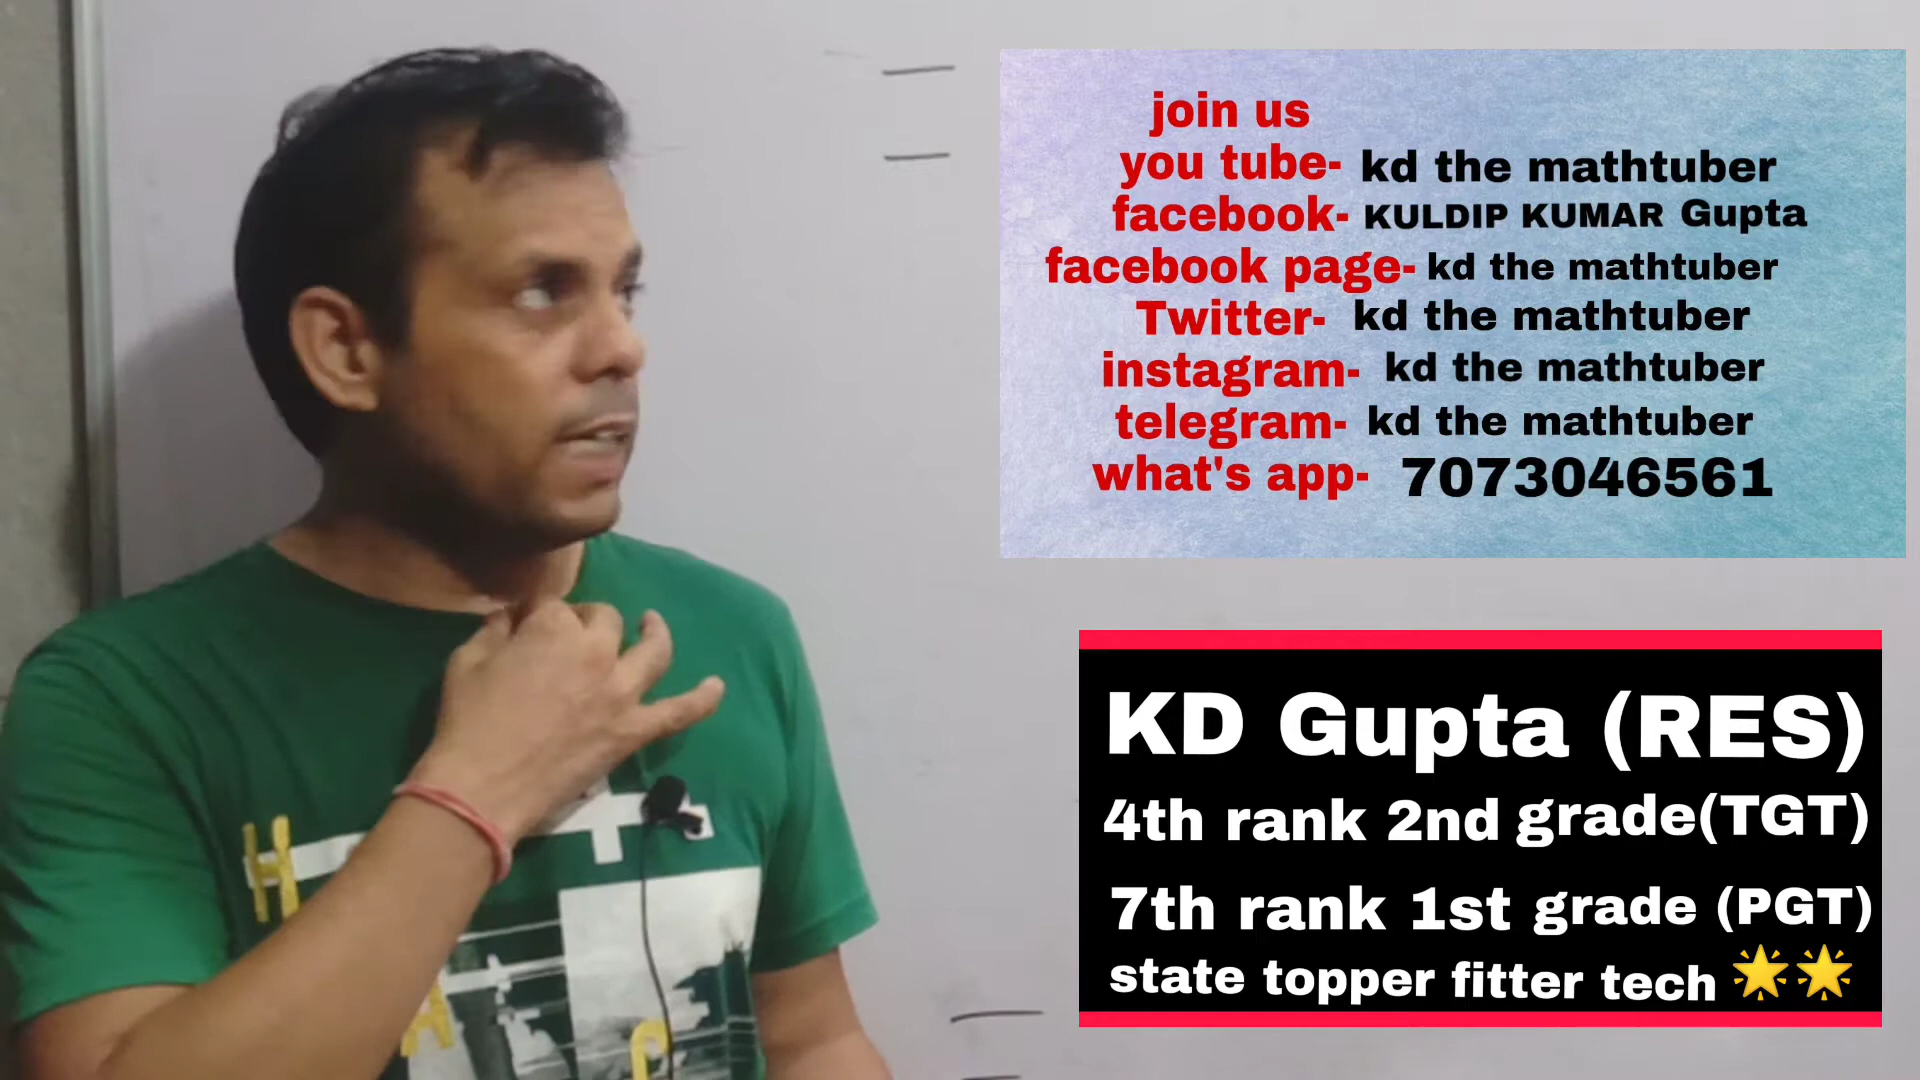 join us
you tube- kd the mathtuber
facebook- KULDIP KUMAR Gupta
facebook page- kd the mathtuber
Twitter- kd the mathtuber
instagram- kd the mathtuber
telegram- kd the mathtuber
what's app- 7073046561
KD Gupta (RES)
4th rank 2nd grade(TGT)
7th rank 1st grade (PGT)
state topper fitter tech 🌟🌟